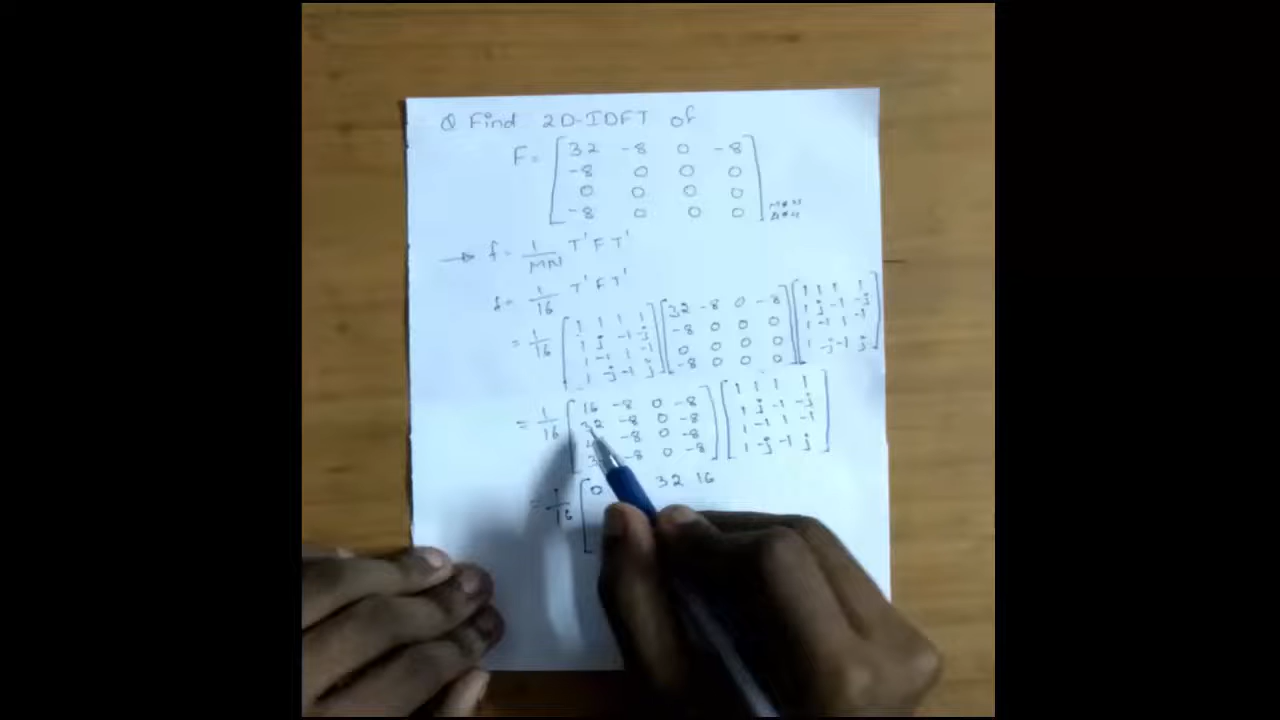 Q Find 2D-IDFT of
F= 32 -8 0 -8
-8 0 0 0
0 0 0 0
-8 0 0 0
→ f = 1/MN T' F T'
f= 1/16 T' F T'
= 1/16 [1 1 1 1] [32 -8 0 -8] [1 1 1 1]
[1 j -1 -j] [-8 0 0 0] [1 j -1 -j]
[1 -1 1 -1] [0 0 0 0] [1 -1 1 -1]
[1 -j -1 j] [-8 0 0 0] [1 -j -1 j]
= 1/16 [16 -8 0 -8] [1 1 1 1]
[32 -8 0 -8] [1 j -1 -j]
-8 0 -8] [1 -1 1 -1]
-8 0 -8] [1 -j -1 j]
= 1/16 [0 32 16